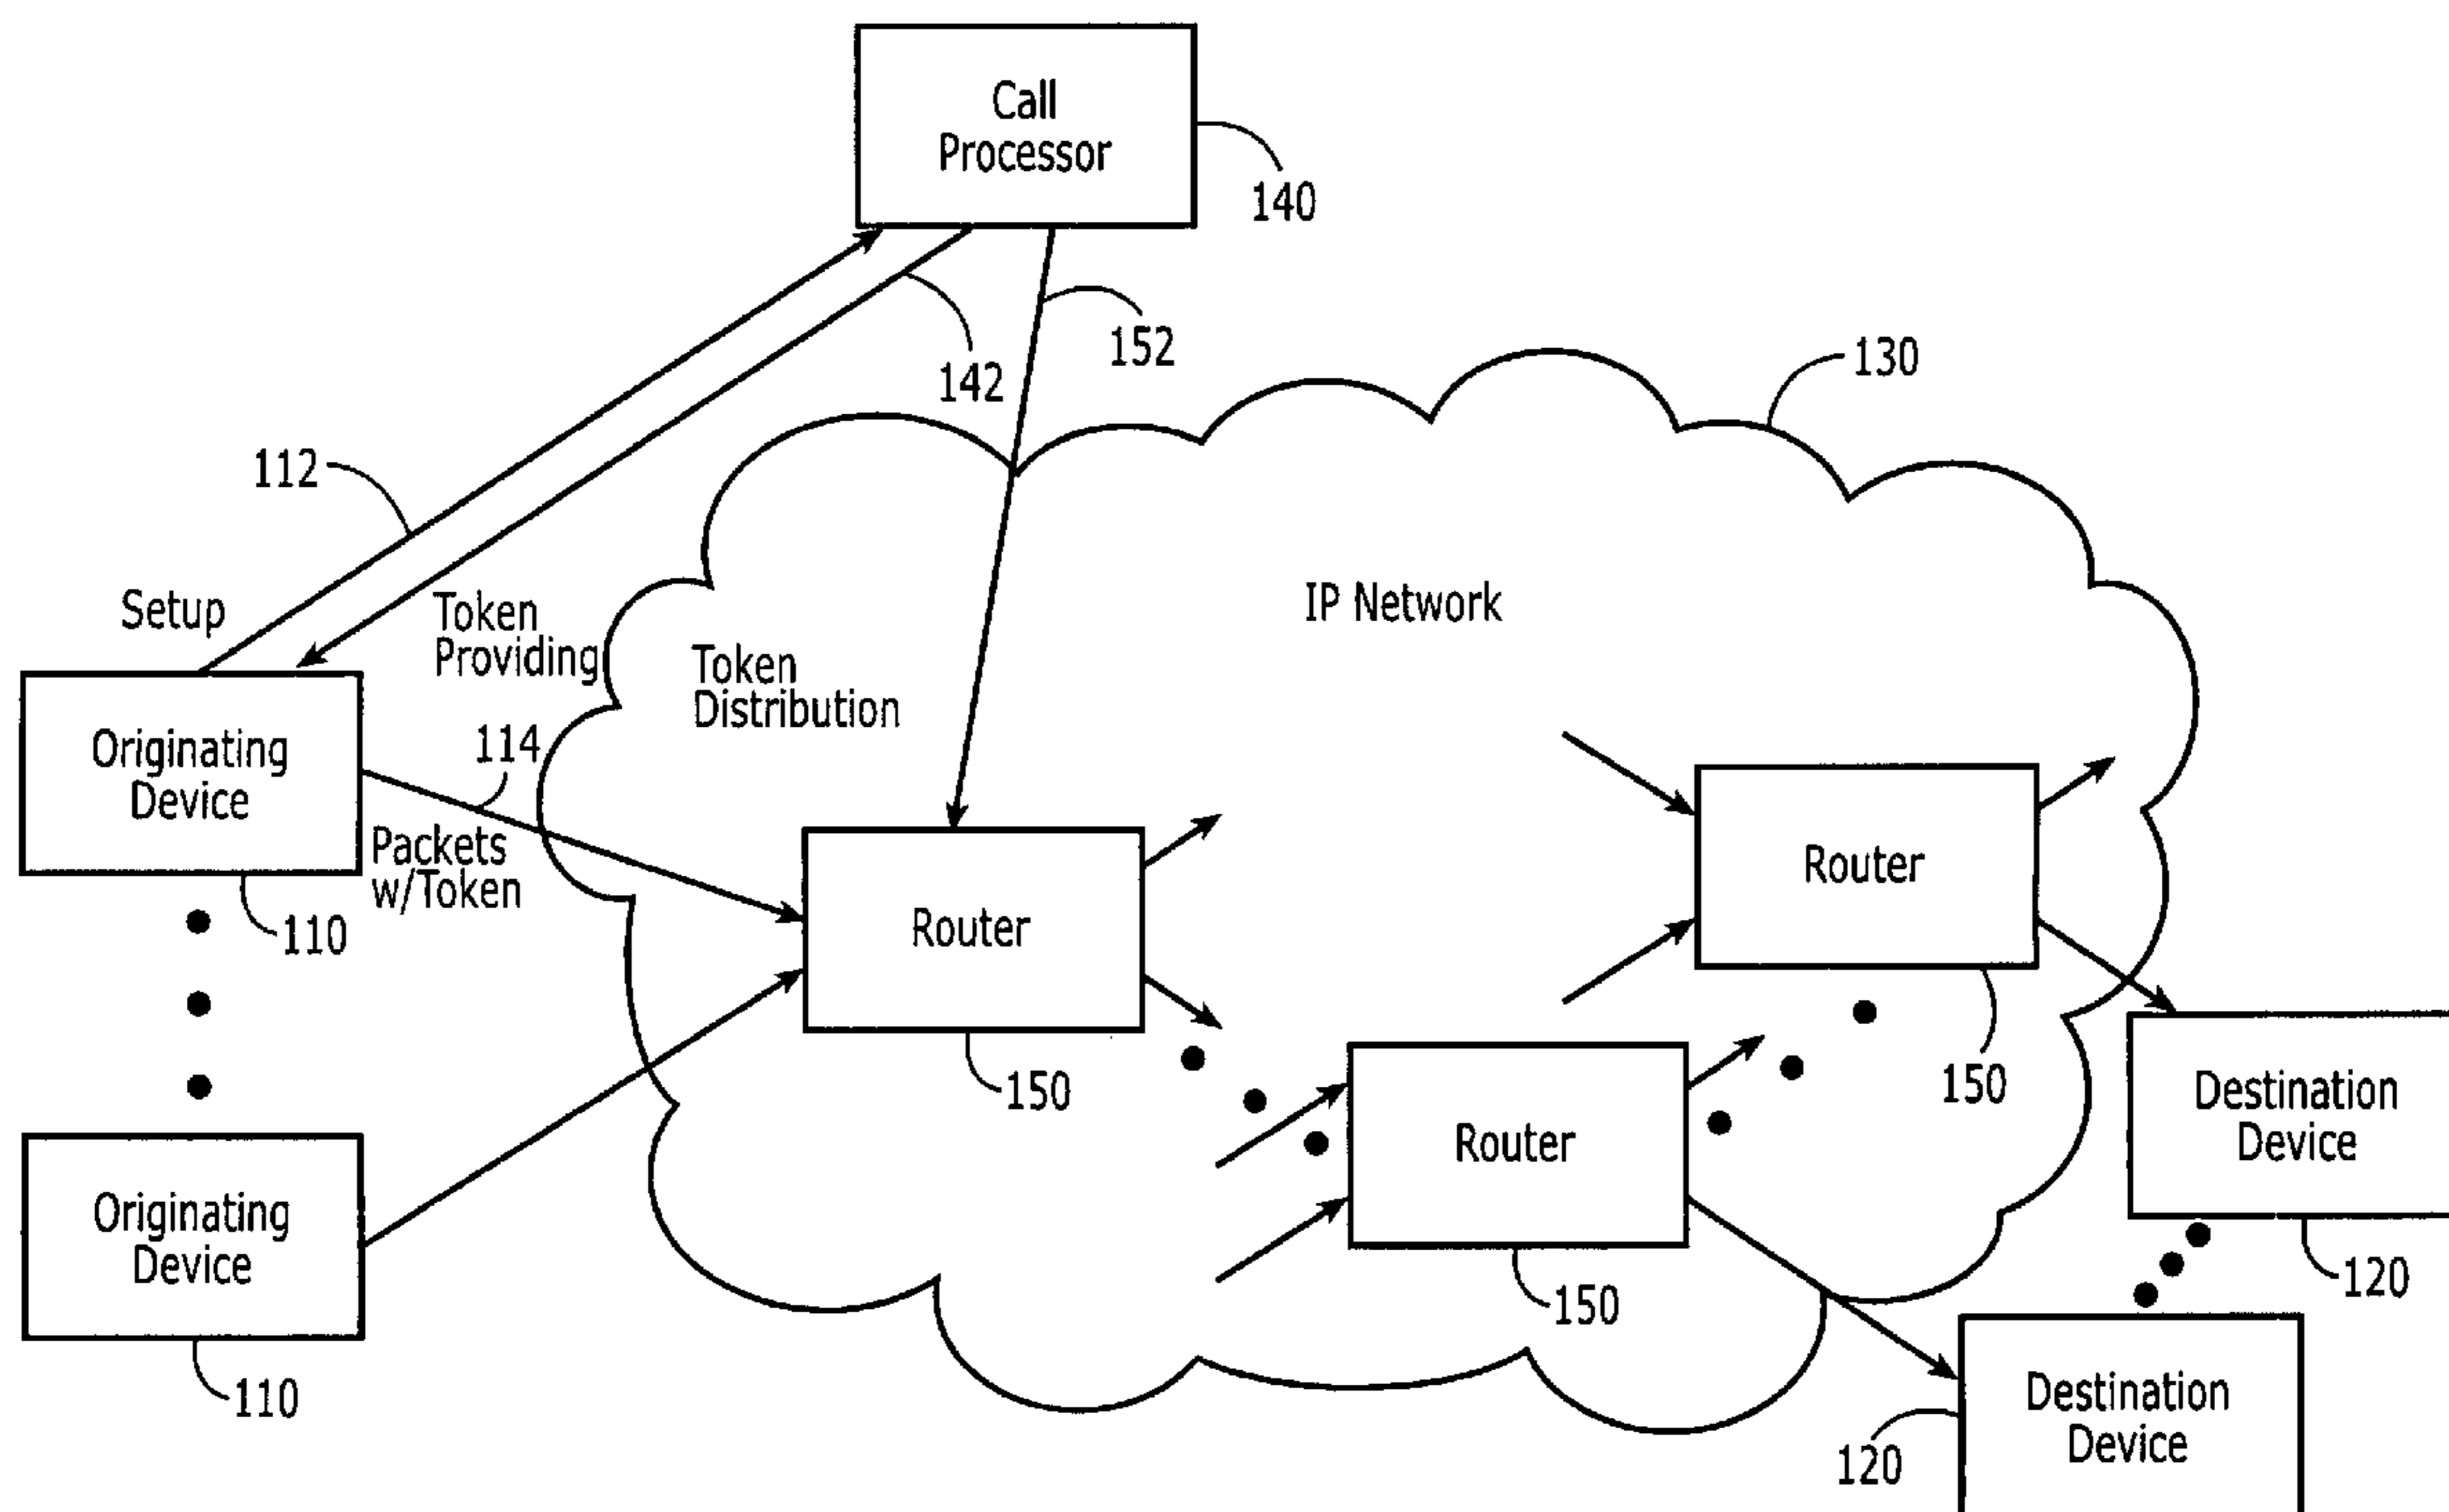 Call
Processor
140
152
142
130
112
Setup
Token
Providing
IP Network
Token
Distribution
Originating
Device
114
Packets
w/Token
110
Router
150
Router
150
Router
150
Originating
Device
110
Destination
Device
120
Destination
Device
120